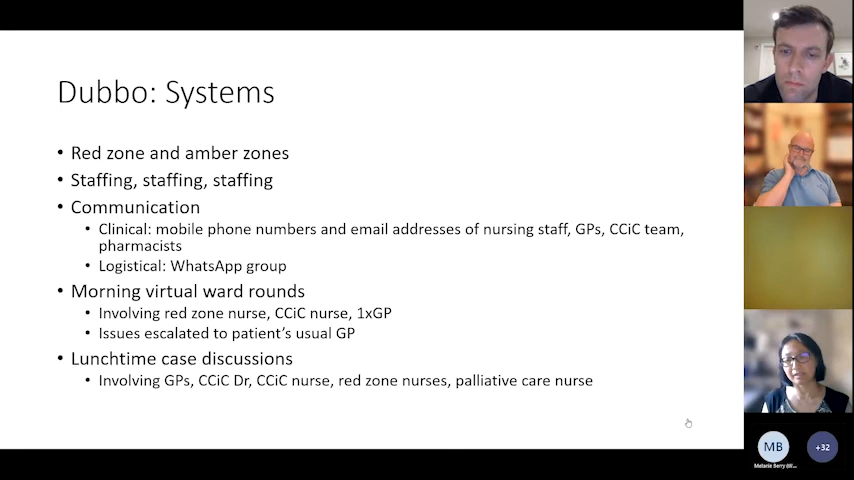 Dubbo: Systems
• Red zone and amber zones
• Staffing, staffing, staffing
• Communication
• Clinical: mobile phone numbers and email addresses of nursing staff, GPs, CCiC team,
pharmacists
• Logistical: WhatsApp group
• Morning virtual ward rounds
• Involving red zone nurse, CCiC nurse, 1xGP
• Issues escalated to patient's usual GP
• Lunchtime case discussions
• Involving GPs, CCiC Dr, CCiC nurse, red zone nurses, palliative care nurse
MB
+32
Melanie Berry